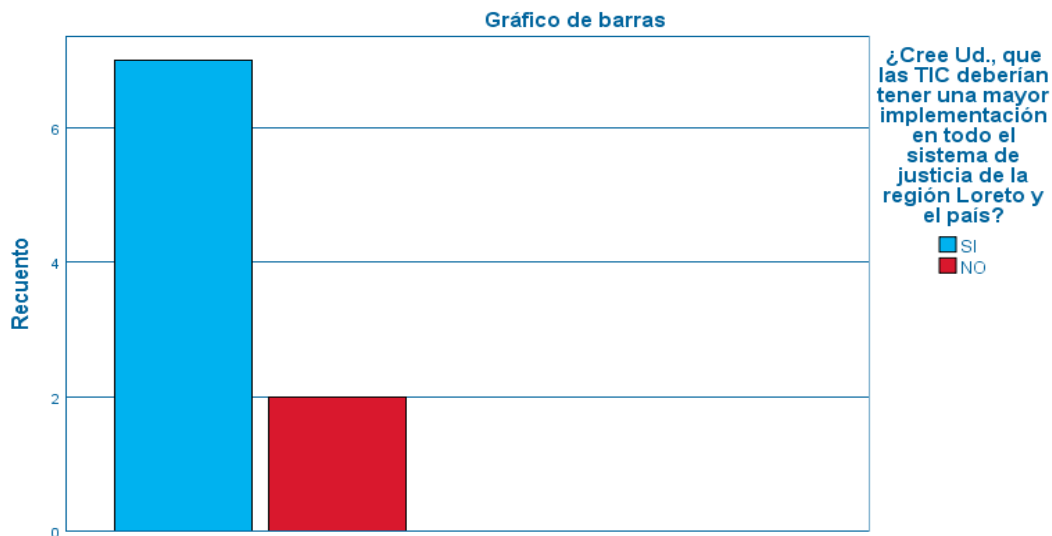 Gráfico de barras
Recuento
6
4
2
0
¿Cree Ud., que
las TIC deberían
tener una mayor
implementación
en todo el
sistema de
justicia de la
región Loreto y
el país?
SI
NO